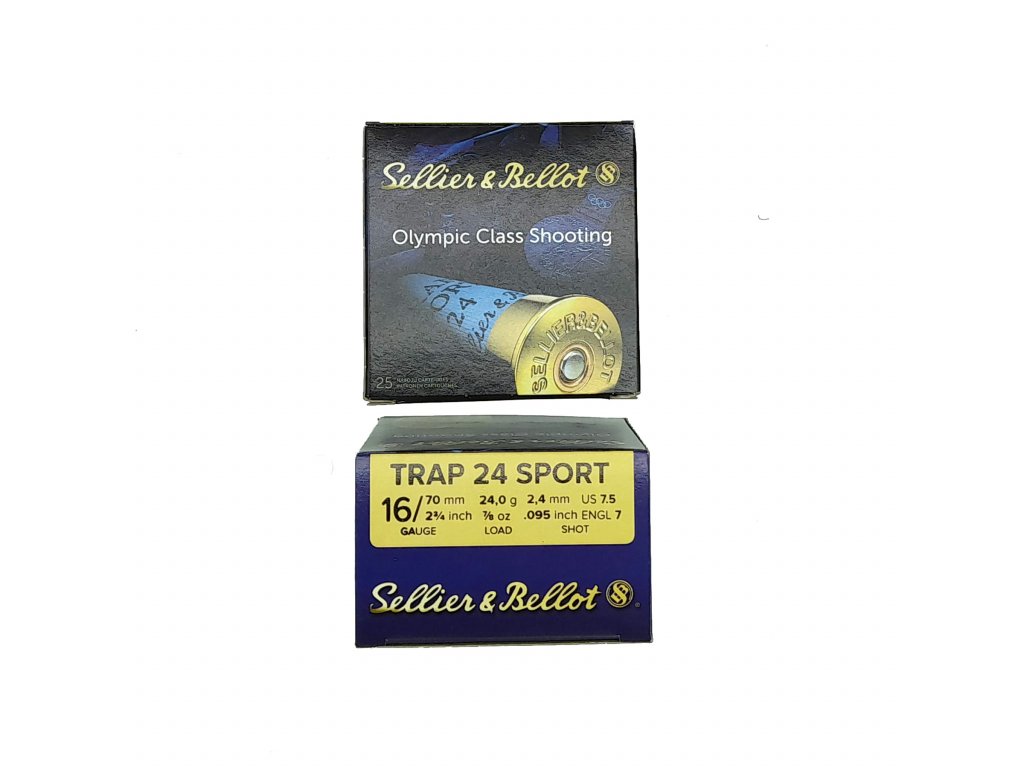 Sellier & Bellot
Olympic Class Shooting
24
SELLIER&BELLOT
25
TRAP 24 SPORT
16/ 70 mm 24,0 g 2,4 mm US 7.5
2¾ inch ⅞ oz .095 inch ENGL 7
GAUGE LOAD SHOT
Sellier & Bellot